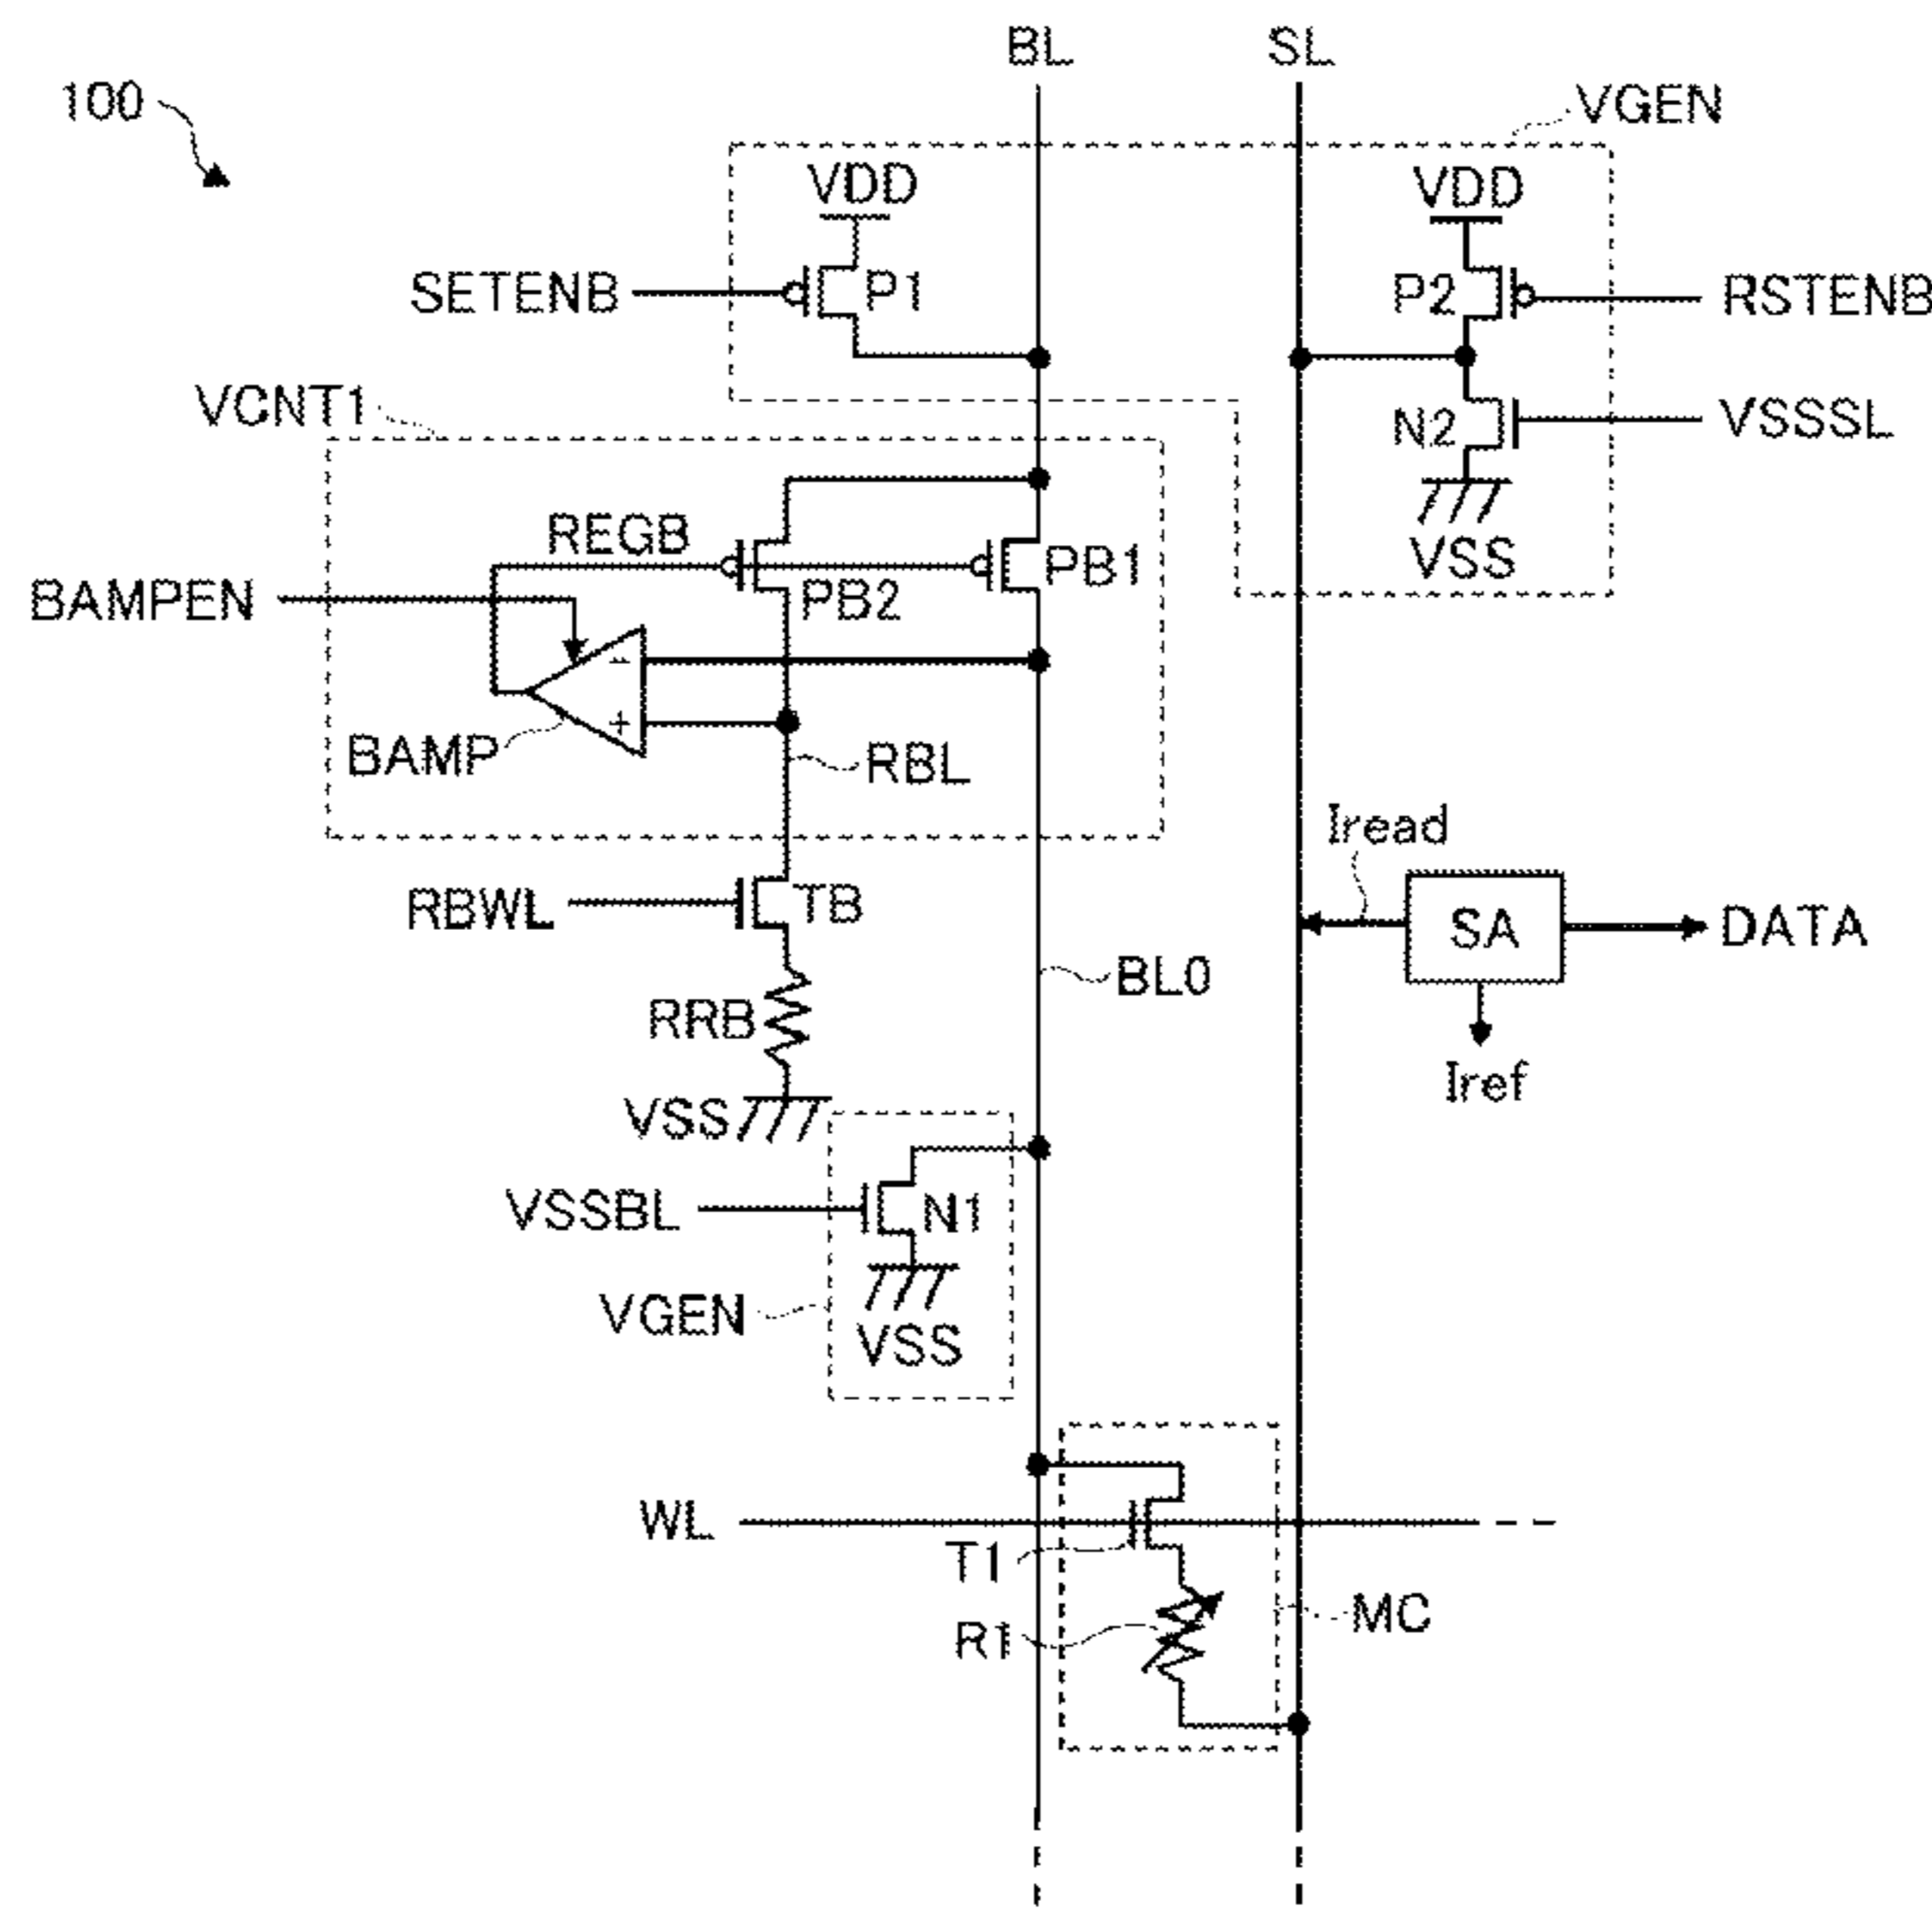 BL
SL
100
VGEN
VDD
VDD
SETENB
P1
P2
RSTENB
VCNT1
N2
VSSSL
REGB
VSS
PB1
BAMPEN
PB2
-
+
BAMP
RBL
Iread
RBWL
TB
SA
DATA
BL0
RRB
Iref
VSS
VSSBL
N1
VGEN
VSS
WL
T1
R1
MC